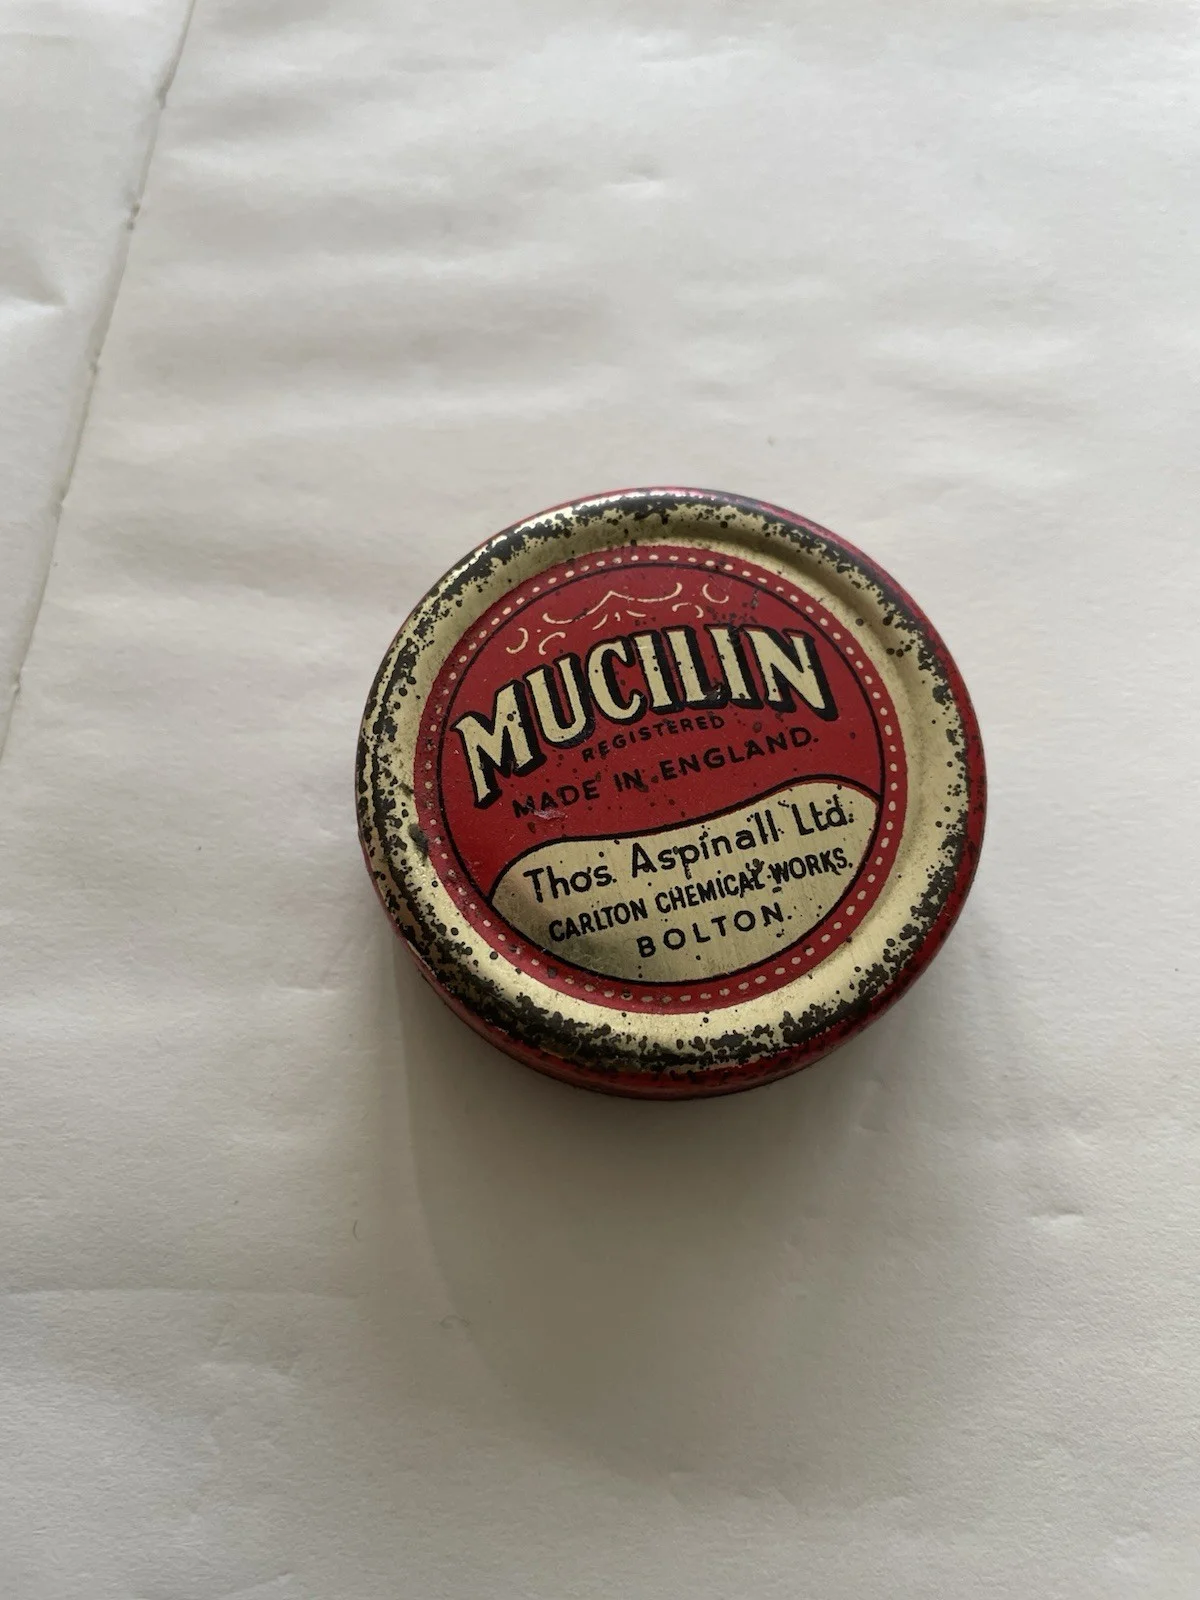 MUCILIN
REGISTERED
MADE IN ENGLAND.
Thos. Aspinall Ltd.
CARLTON CHEMICAL WORKS,
BOLTON.